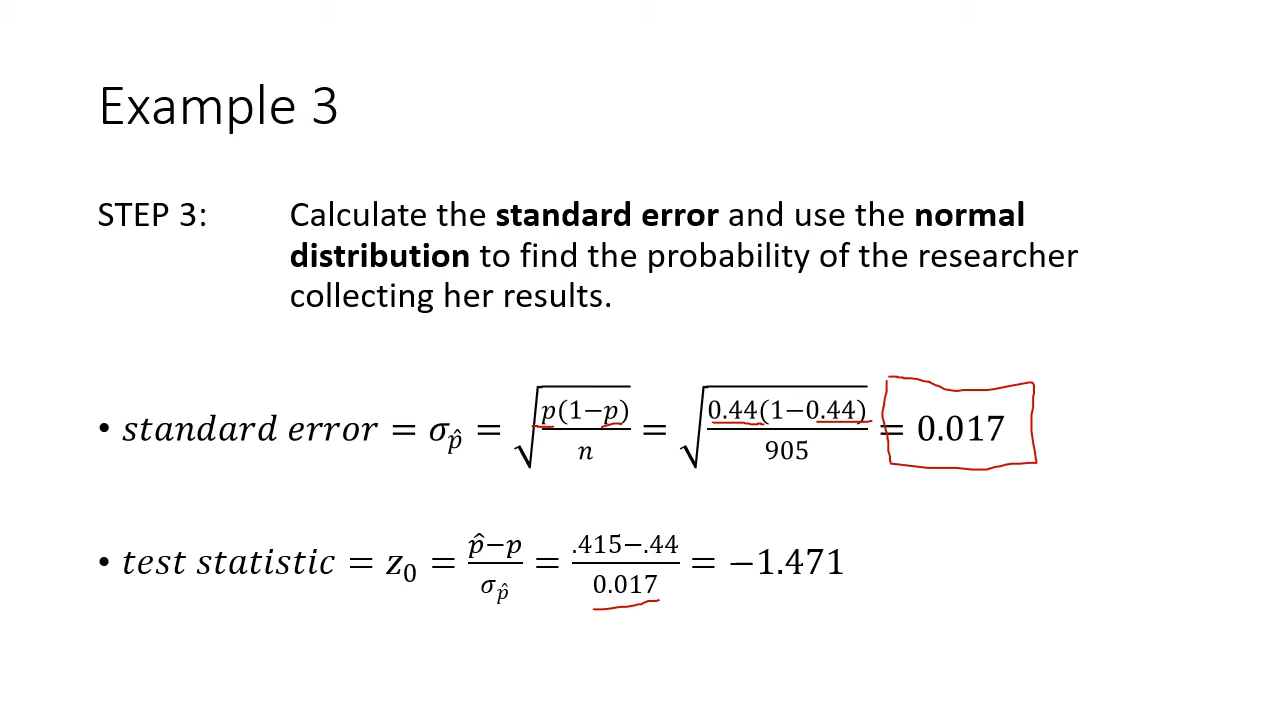 Example 3
STEP 3: Calculate the standard error and use the normal
distribution to find the probability of the researcher
collecting her results.
• standard error = σ_p̂ = √(p(1−p)/n) = √(0.44(1−0.44)/905) = 0.017
• test statistic = z₀ = (p̂−p)/σ_p̂ = (.415−.44)/0.017 = −1.471